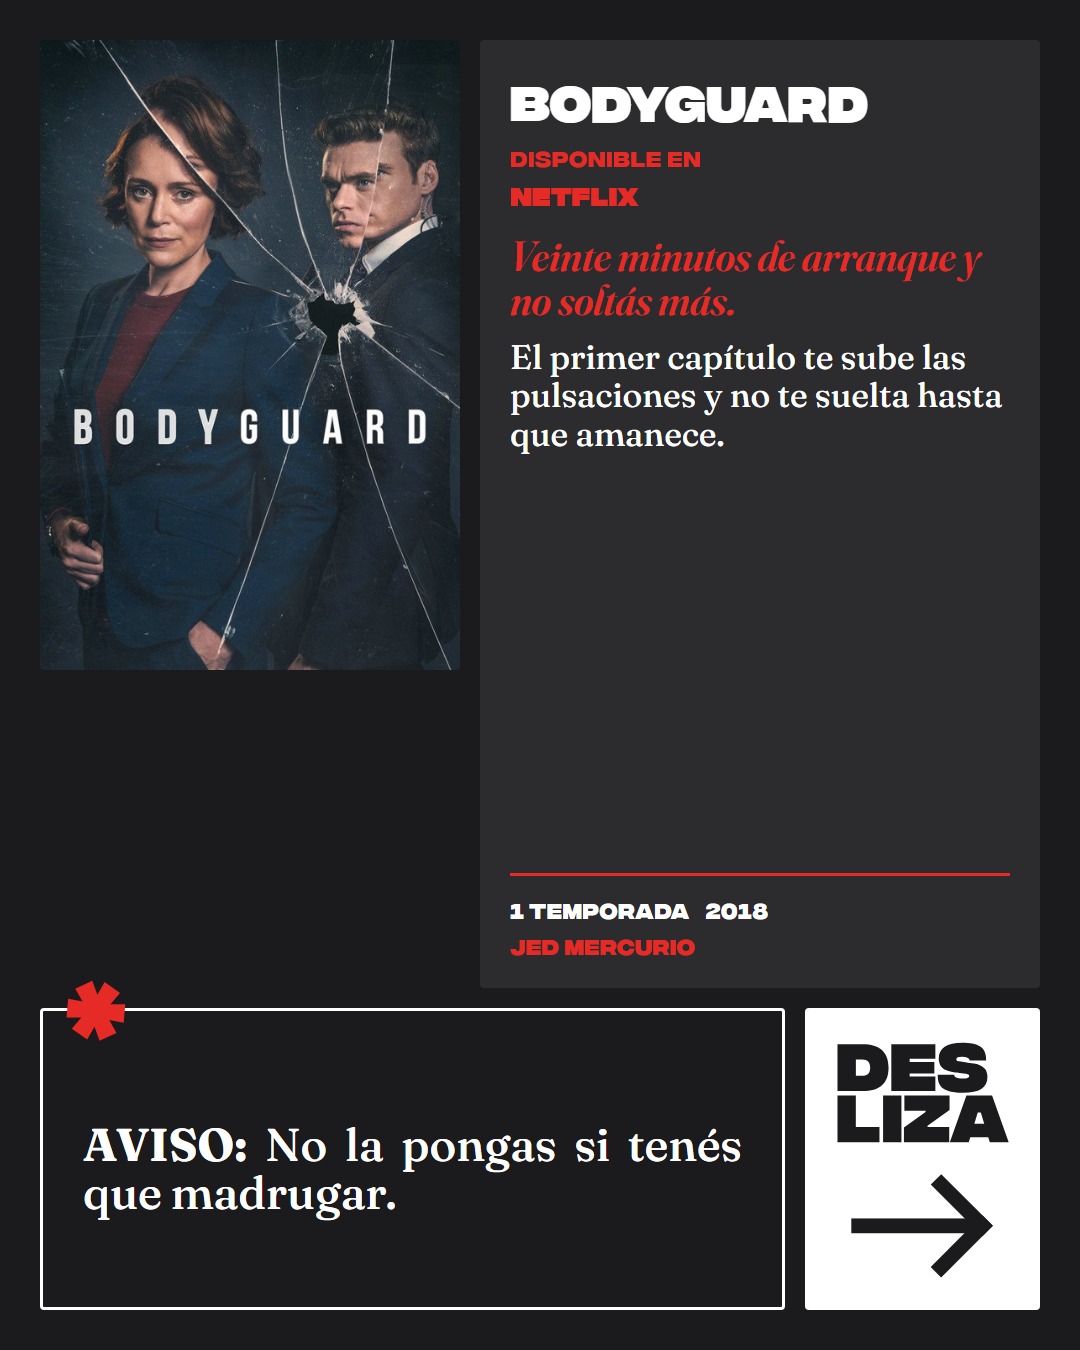 BODYGUARD
BODYGUARD
DISPONIBLE EN
NETFLIX
Veinte minutos de arranque y
no soltás más.
El primer capítulo te sube las
pulsaciones y no te suelta hasta
que amanece.
1 TEMPORADA 2018
JED MERCURIO
AVISO: No la pongas si tenés
que madrugar.
DES
LIZA